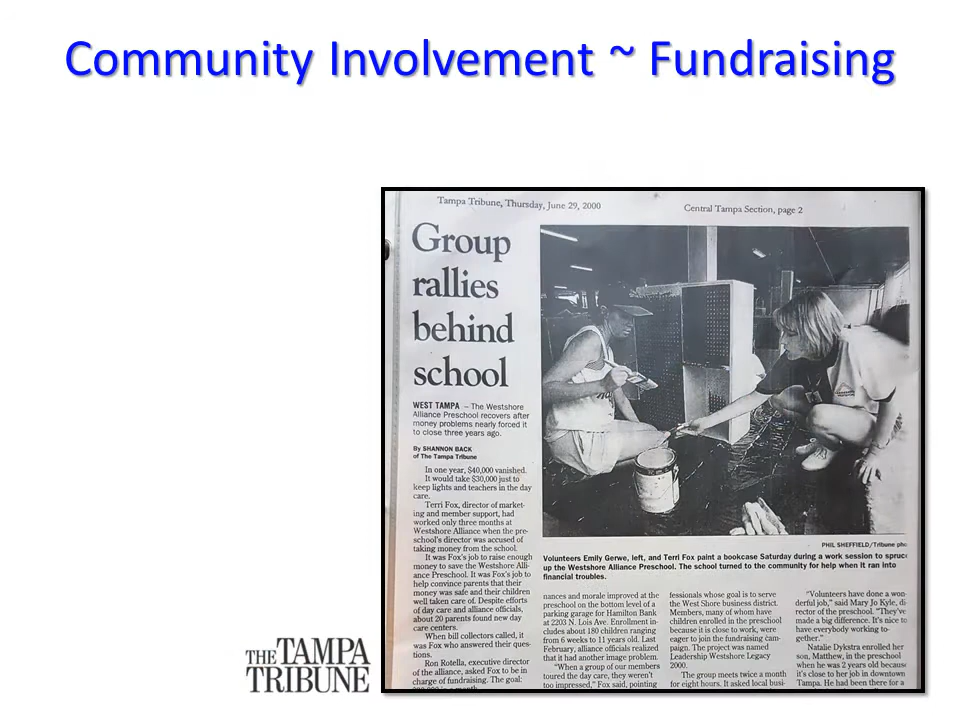 Community Involvement ~ Fundraising
Tampa Tribune, Thursday, June 29, 2000
Central Tampa Section, page 2
Group
rallies
behind
school
WEST TAMPA – The Westshore
Alliance Preschool recovers after
money problems nearly forced it
to close three years ago.
By SHANNON BACK
of The Tampa Tribune
In one year, $40,000 vanished.
It would take $30,000 just to
keep lights and teachers in the day
care.
Terri Fox, director of market-
ing and member support, had
worked only three months at
Westshore Alliance when the pre-
school's director was accused of
taking money from the school.
It was Fox's job to raise enough
money to save the Westshore Alli-
ance Preschool. It was Fox's job to
help convince parents that their
money was safe and their children
well taken care of. Despite efforts
of day care and alliance officials,
about 20 parents found new day
care centers.
When bill collectors called, it
was Fox who answered their ques-
tions.
Ron Rotella, executive director
of the alliance, asked Fox to be in
charge of fundraising. The goal:
PHIL SHEFFIELD/Tribune
Volunteers Emily Gerwe, left, and Terri Fox paint a bookcase Saturday during a work session to spruce
up the Westshore Alliance Preschool. The school turned to the community for help when it ran into
financial troubles.
nances and morale improved at the
preschool on the bottom level of a
parking garage for Hamilton Bank
at 2203 N. Lois Ave. Enrollment in-
cludes about 180 children ranging
from 6 weeks to 11 years old. Last
February, alliance officials realized
that it had another image problem.
"When a group of our members
toured the day care, they weren't
too impressed," Fox said, pointing
fessionals whose goal is to serve
the West Shore business district.
Members, many of whom have
children enrolled in the preschool
because it is close to work, were
eager to join the fundraising cam-
paign. The project was named
Leadership Westshore Legacy
2000.
The group meets twice a month
for eight hours. It asked local busi-
"Volunteers have done a won-
derful job," said Mary Jo Kyle, di-
rector of the preschool. "They've
made a big difference. It's nice to
have everybody working to-
gether."
Natalie Dykstra enrolled her
son, Matthew, in the preschool
when he was 2 years old because
it's close to her job in downtown
Tampa. He had been there for a
THE TAMPA
TRIBUNE